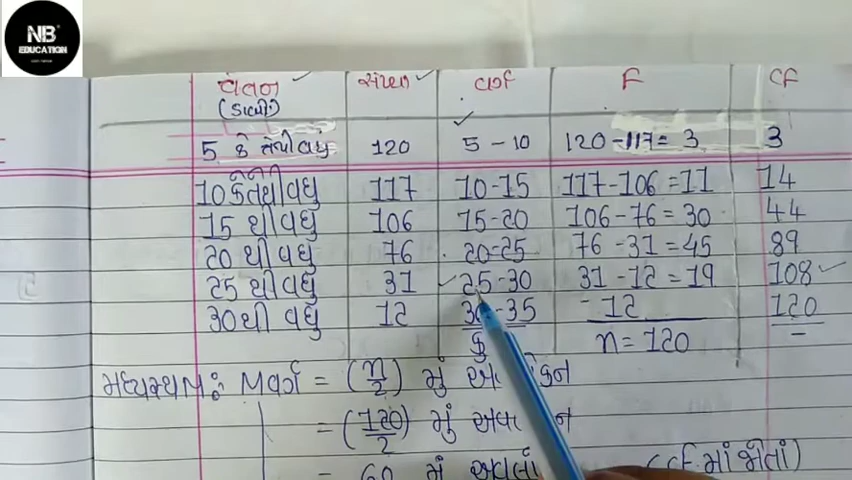 NB
EDUCATION
વેતન સંખ્યા વર્ગ F CF
(ડાબી)
5 કે તેથી વધુ 120 5 - 10 120 - 117 = 3 3
10 કે તેથી વધુ 117 10-15 117-106 = 11 14
15 થી વધુ 106 15-20 106-76 = 30 44
20 થી વધુ 76 20-25 76 -31 = 45 89
25 થી વધુ 31 25-30 31 -12 = 19 108
30 થી વધુ 12 30-35 - 12 120
કુ n = 120 -
મધ્યસ્થ M: M વર્ગ = (n/2) મું
= (120/2) મું
= 60 મું (CF માં જોતાં)